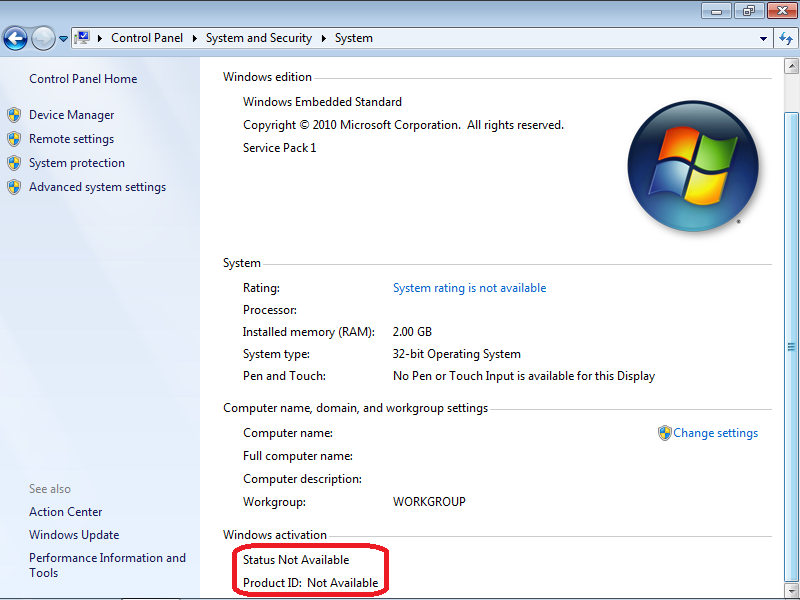 Control Panel ▸ System and Security ▸ System
Control Panel Home
Device Manager
Remote settings
System protection
Advanced system settings
See also
Action Center
Windows Update
Performance Information and
Tools
Windows edition
Windows Embedded Standard
Copyright © 2010 Microsoft Corporation.  All rights reserved.
Service Pack 1
System
Rating: System rating is not available
Processor:
Installed memory (RAM): 2.00 GB
System type: 32-bit Operating System
Pen and Touch: No Pen or Touch Input is available for this Display
Computer name, domain, and workgroup settings
Computer name: Change settings
Full computer name:
Computer description:
Workgroup: WORKGROUP
Windows activation
Status Not Available
Product ID:  Not Available